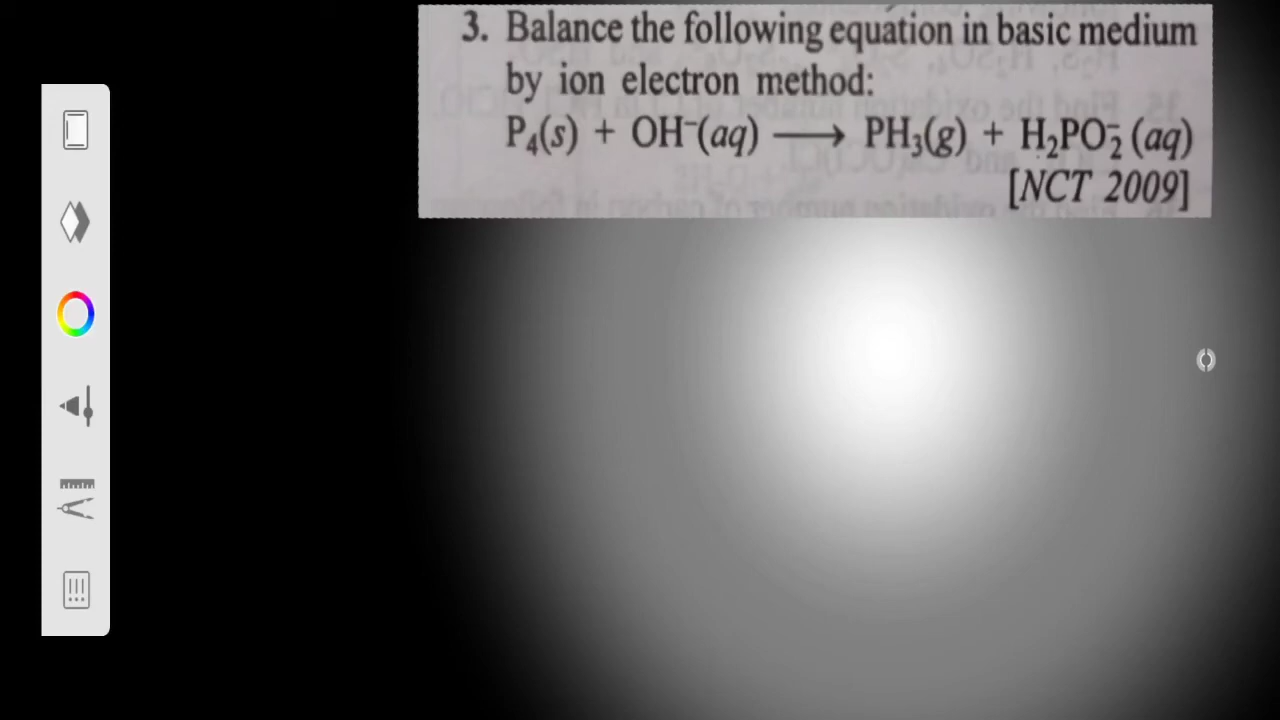 3. Balance the following equation in basic medium
by ion electron method:
P₄(s) + OH⁻(aq) ⟶ PH₃(g) + H₂PO₂⁻(aq)
[NCT 2009]